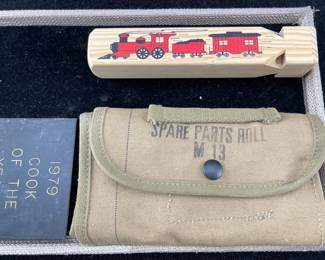 SPARE PARTS ROLL
M 13
1979
COOK
OF THE